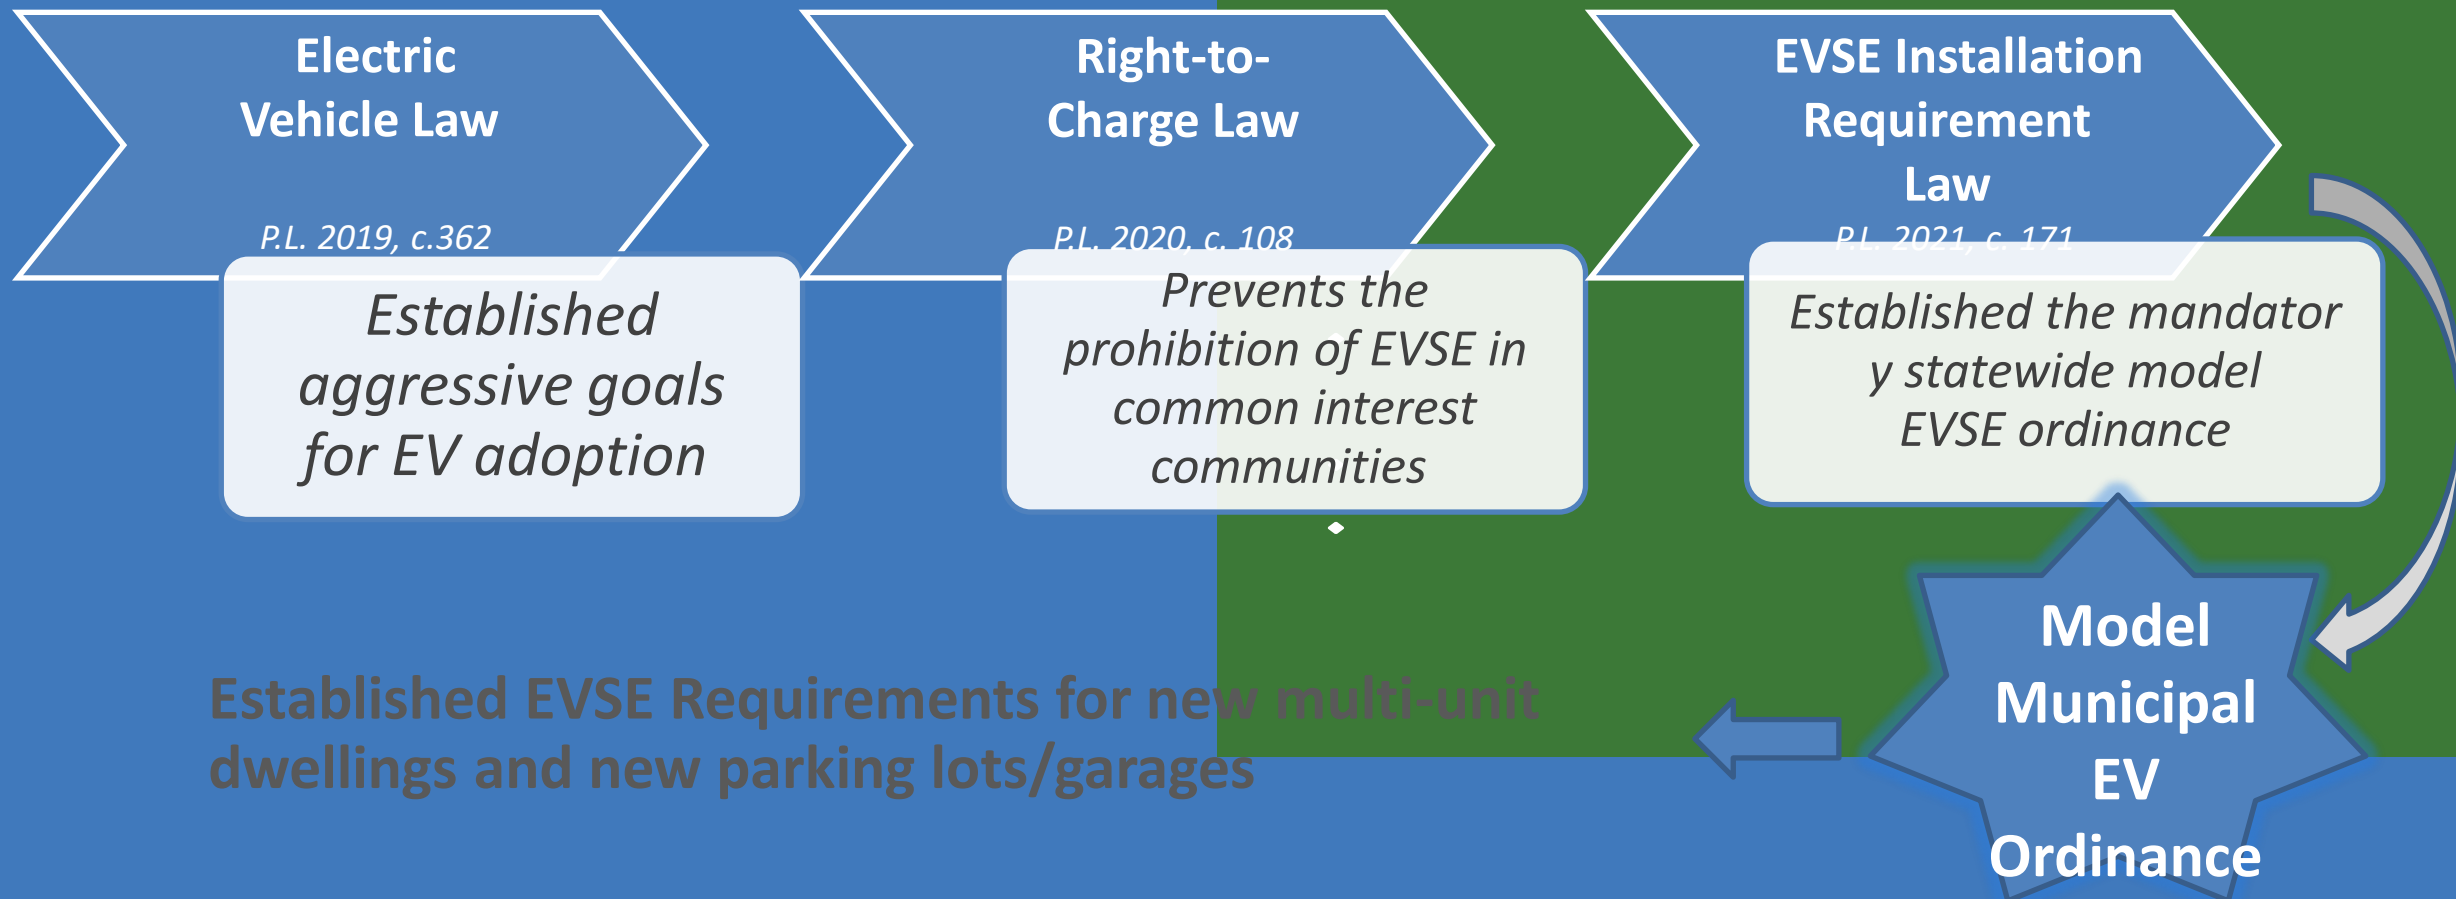 Electric
Vehicle Law
P.L. 2019, c.362
Established
aggressive goals
for EV adoption
Right-to-
Charge Law
P.L. 2020, c. 108
Prevents the
prohibition of EVSE in
common interest
communities
EVSE Installation
Requirement
Law
P.L. 2021, c. 171
Established the mandator
y statewide model
EVSE ordinance
Model
Municipal
EV
Ordinance
Established EVSE Requirements for new multi-unit
dwellings and new parking lots/garages